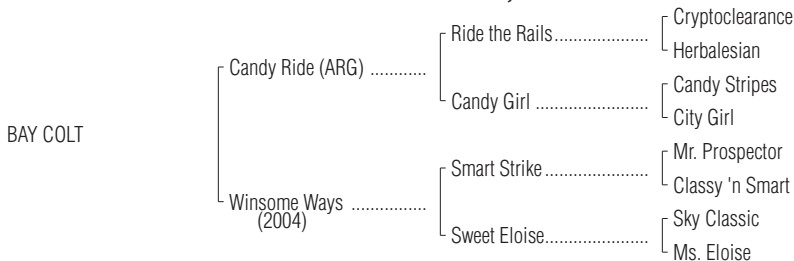 Cryptoclearance
Ride the Rails.....................
Herbalesian
Candy Ride (ARG) ............
Candy Stripes
Candy Girl .........................
City Girl
BAY COLT
Mr. Prospector
Smart Strike.......................
Classy 'n Smart
Winsome Ways ................
(2004)
Sky Classic
Sweet Eloise.......................
Ms. Eloise